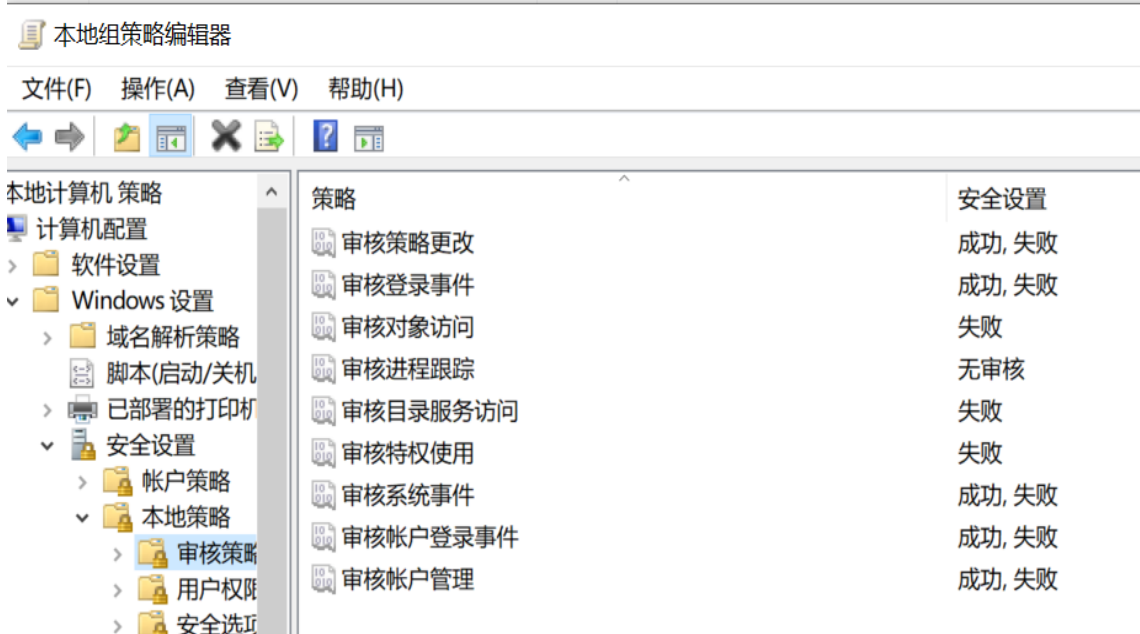 本地组策略编辑器
文件(F) 操作(A) 查看(V) 帮助(H)
本地计算机 策略
计算机配置
软件设置
Windows 设置
域名解析策略
脚本(启动/关机
已部署的打印机
安全设置
帐户策略
本地策略
审核策略
用户权限
安全选项
策略 安全设置
审核策略更改 成功, 失败
审核登录事件 成功, 失败
审核对象访问 失败
审核进程跟踪 无审核
审核目录服务访问 失败
审核特权使用 失败
审核系统事件 成功, 失败
审核帐户登录事件 成功, 失败
审核帐户管理 成功, 失败